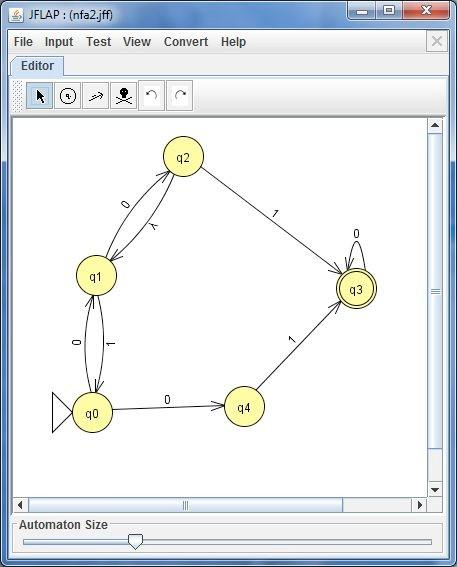 JFLAP : (nfa2.jff)
File Input Test View Convert Help
Editor
q2
0
λ
1
0
q1
q3
0
1
1
0
q0
q4
Automaton Size